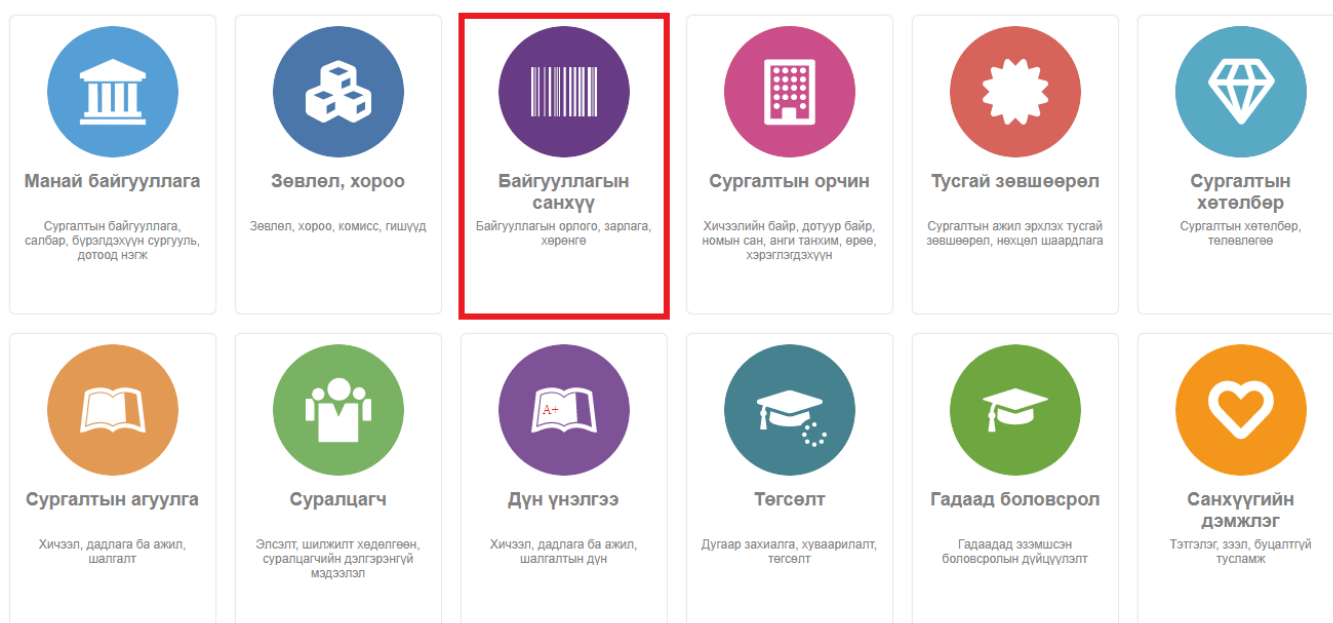 Манай байгууллага
Сургалтын байгууллага,
салбар, бүрэлдэхүүн сургууль,
дотоод нэгж
Зөвлөл, хороо
Зөвлөл, хороо, комисс, гишүүд
Байгууллагын
санхүү
Байгууллагын орлого, зарлага,
хөрөнгө
Сургалтын орчин
Хичээлийн байр, дотуур байр,
номын сан, анги танхим, өрөө,
хэрэглэгдэхүүн
Тусгай зөвшөөрөл
Сургалтын ажил эрхлэх тусгай
зөвшөөрөл, нөхцөл шаардлага
Сургалтын
хөтөлбөр
Сургалтын хөтөлбөр,
төлөвлөгөө
Сургалтын агуулга
Хичээл, дадлага ба ажил,
шалгалт
Суралцагч
Элсэлт, шилжилт хөдөлгөөн,
суралцагчийн дэлгэрэнгүй
мэдээлэл
A+
Дүн үнэлгээ
Хичээл, дадлага ба ажил,
шалгалтын дүн
Төгсөлт
Дугаар захиалга, хуваарилалт,
төгсөлт
Гадаад боловсрол
Гадаадад эзэмшсэн
боловсролын дүйцүүлэлт
Санхүүгийн
дэмжлэг
Тэтгэлэг, зээл, буцалтгүй
тусламж